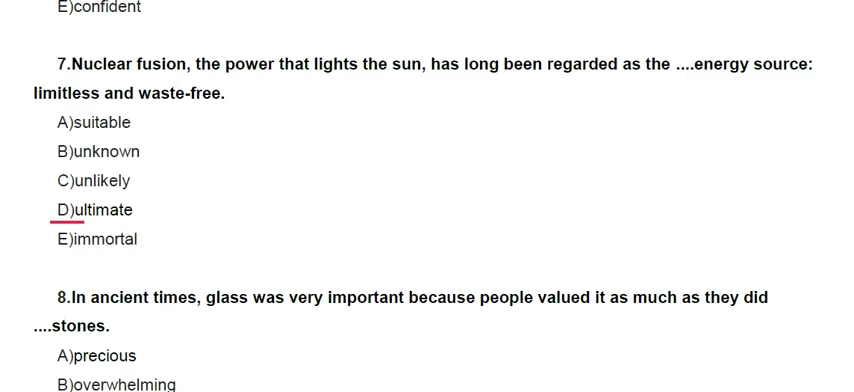 E)confident
7.Nuclear fusion, the power that lights the sun, has long been regarded as the ....energy source:
limitless and waste-free.
A)suitable
B)unknown
C)unlikely
D)ultimate
E)immortal
8.In ancient times, glass was very important because people valued it as much as they did
....stones.
A)precious
B)overwhelming